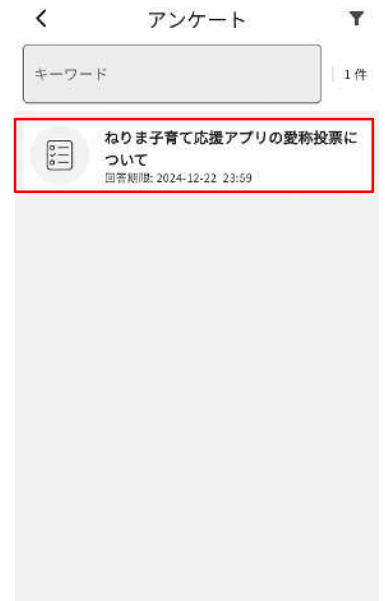 アンケート
キーワード
1件
ねりま子育て応援アプリの愛称投票に
ついて
回答期限: 2024-12-22 23:59